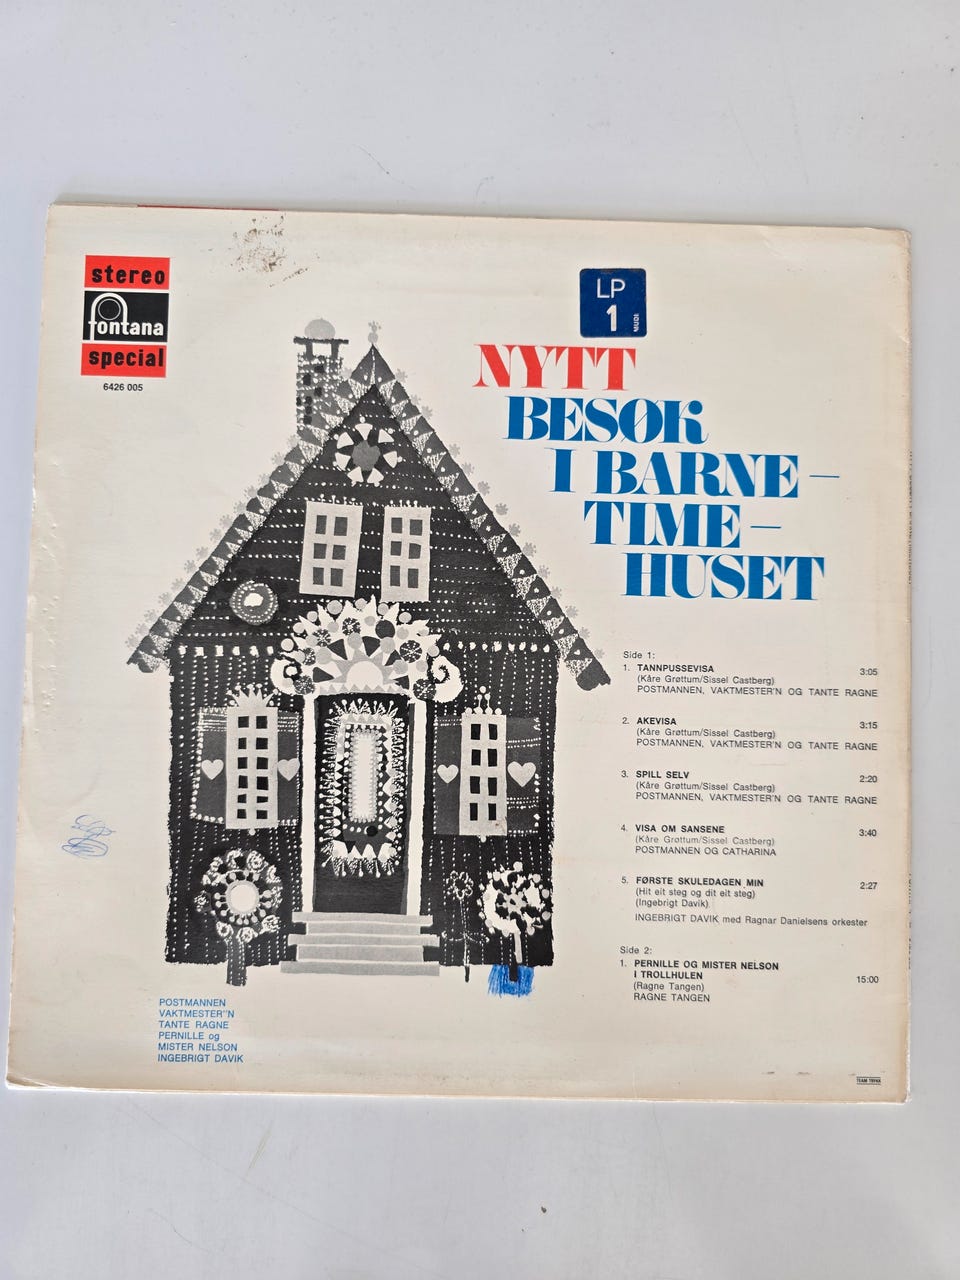 stereo
fontana
special
6426 005
LP
1
MUDI
NYTT
BESØK
I BARNE –
TIME –
HUSET
Side 1:
1. TANNPUSSEVISA 3:05
(Kåre Grøttum/Sissel Castberg)
POSTMANNEN, VAKTMESTER'N OG TANTE RAGNE
2. AKEVISA 3:15
(Kåre Grøttum/Sissel Castberg)
POSTMANNEN, VAKTMESTER'N OG TANTE RAGNE
3. SPILL SELV 2:20
(Kåre Grøttum/Sissel Castberg)
POSTMANNEN, VAKTMESTER'N OG TANTE RAGNE
4. VISA OM SANSENE 3:40
(Kåre Grøttum/Sissel Castberg)
POSTMANNEN OG CATHARINA
5. FØRSTE SKULEDAGEN MIN 2:27
(Hit eit steg og dit eit steg)
(Ingebrigt Davik)
INGEBRIGT DAVIK med Ragnar Danielsens orkester
Side 2:
1. PERNILLE OG MISTER NELSON
I TROLLHULEN 15:00
(Ragne Tangen)
RAGNE TANGEN
POSTMANNEN
VAKTMESTER''N
TANTE RAGNE
PERNILLE og
MISTER NELSON
INGEBRIGT DAVIK